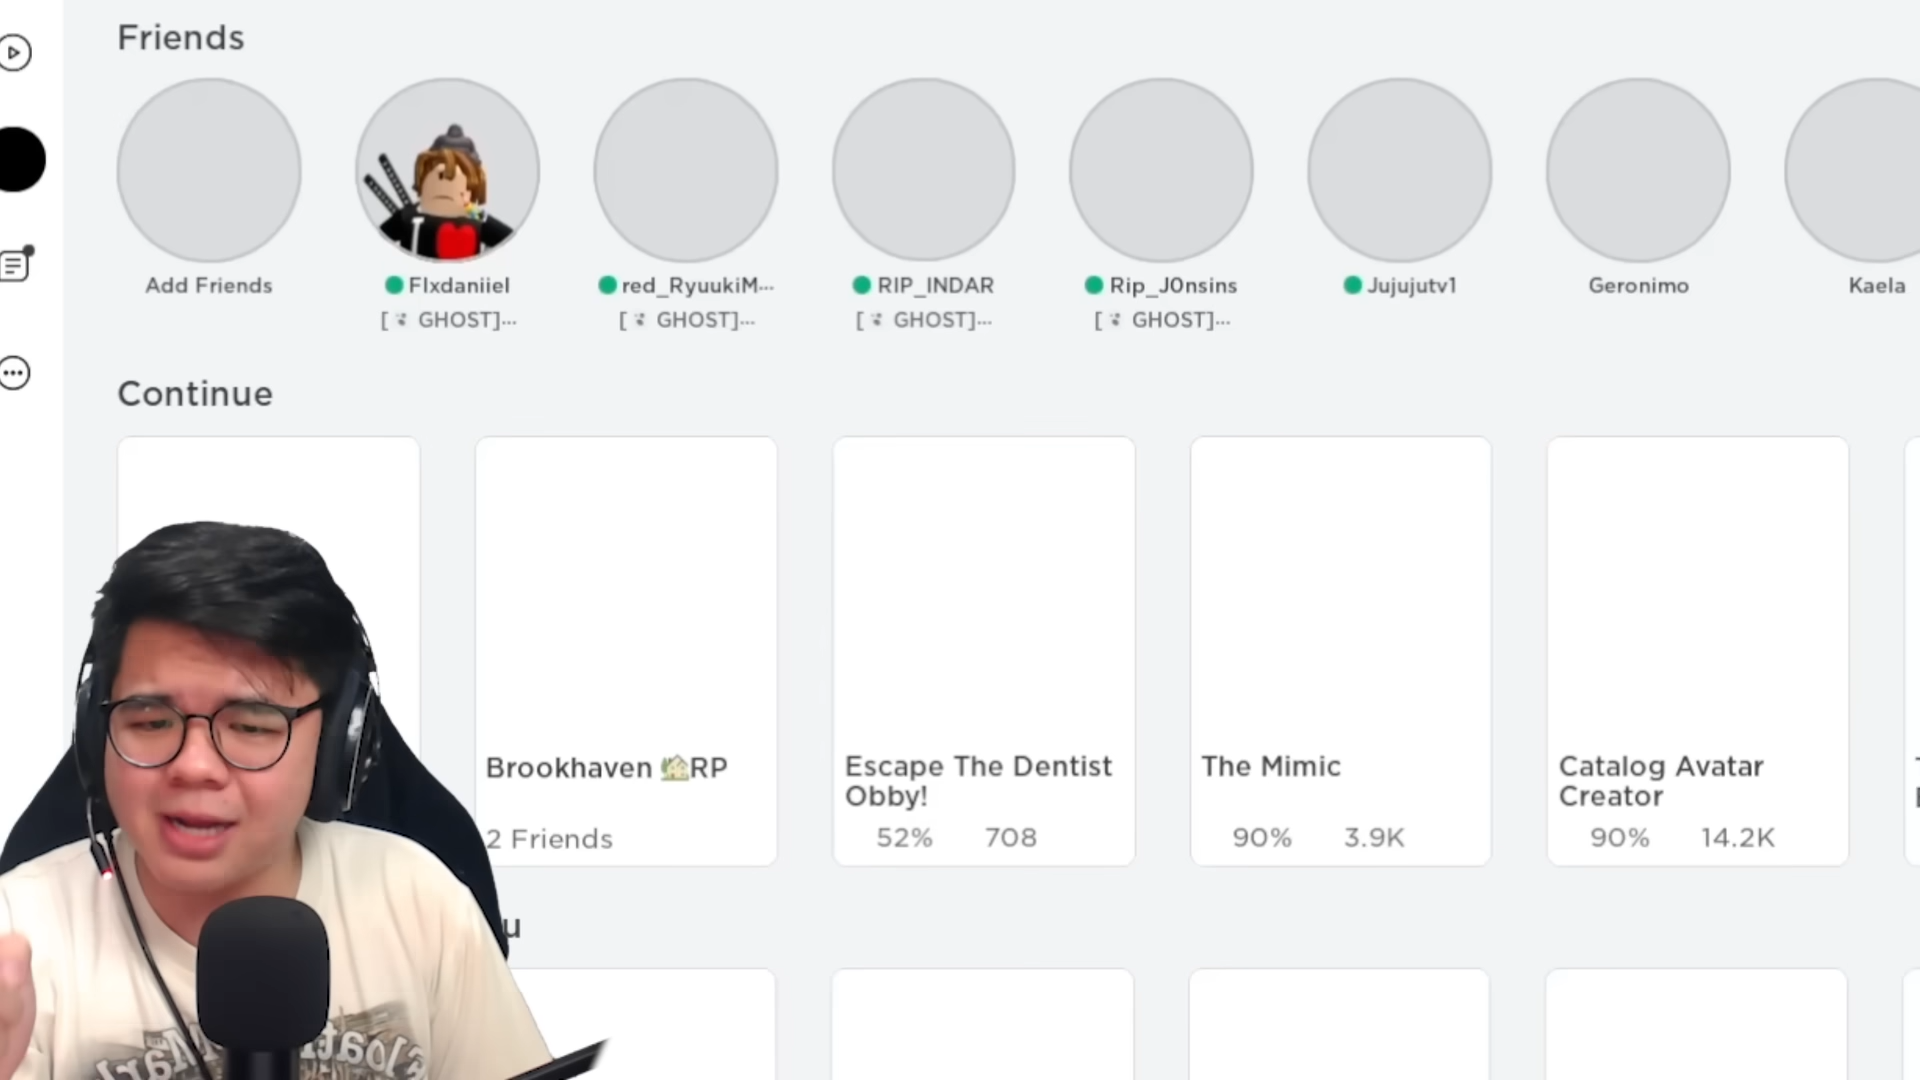 Friends
Add Friends
Flxdaniiel
[ GHOST]...
red_RyuukiM...
[ GHOST]...
RIP_INDAR
[ GHOST]...
Rip_J0nsins
[ GHOST]...
Jujujutv1
Geronimo
Kaela
Continue
Brookhaven 🏡RP
2 Friends
Escape The Dentist
Obby!
52% 708
The Mimic
90% 3.9K
Catalog Avatar
Creator
90% 14.2K
u